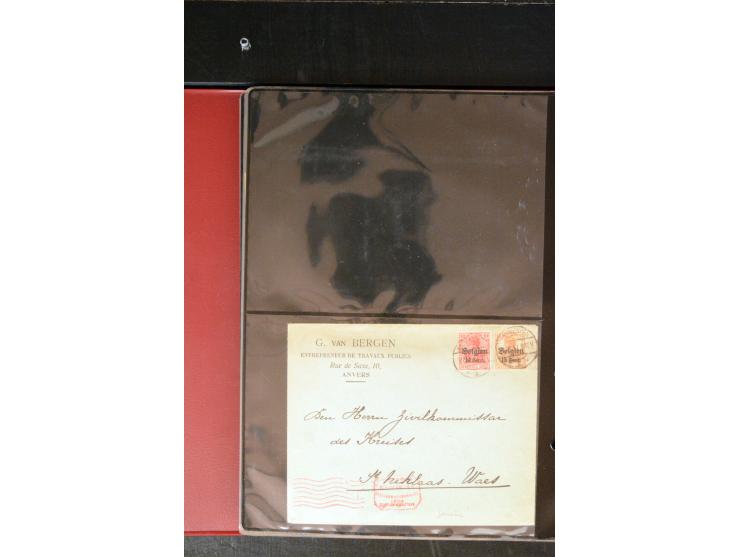 G. VAN BERGEN
ENTREPRENEUR DE TRAVAUX PUBLICS
Rue de Saxe, 10,
ANVERS
Belgien
Belgien
Den Herrn Zivilkommissar
des Kreises
St Niklaas-Waes